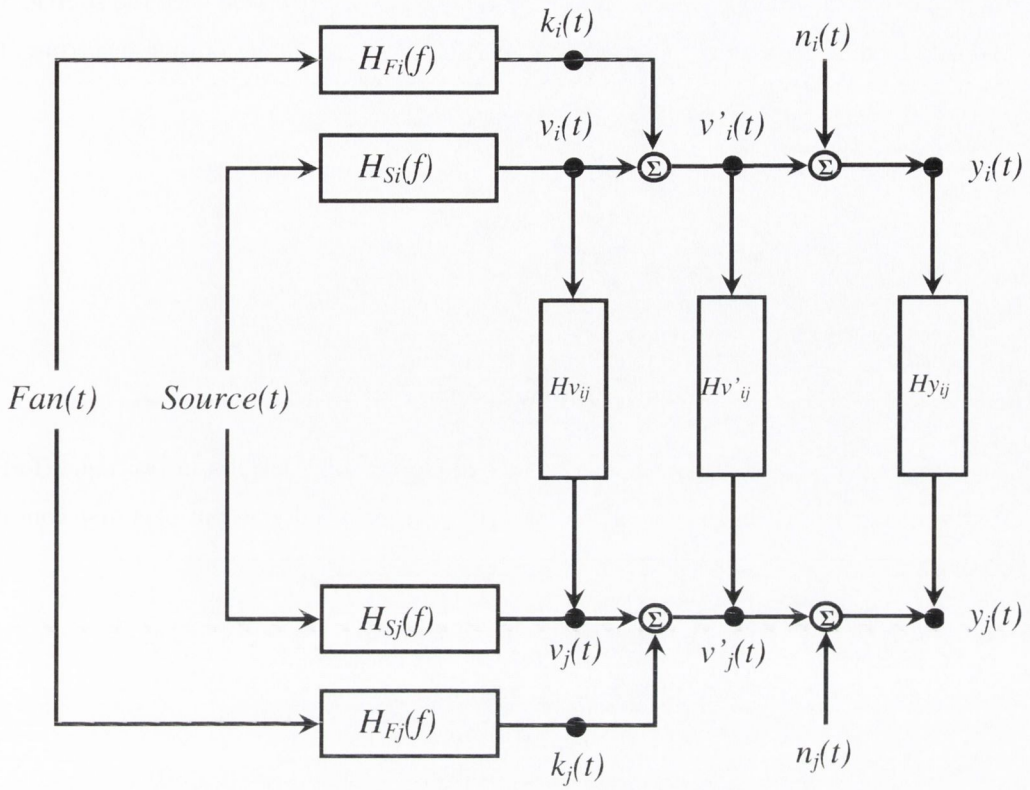 k_i(t)
n_i(t)
H_Fi(f)
v_i(t)
v'_i(t)
H_Si(f)
Σ
Σ
y_i(t)
Fan(t)
Source(t)
Hv_ij
Hv'_ij
Hy_ij
H_Sj(f)
Σ
Σ
y_j(t)
v_j(t)
v'_j(t)
H_Fj(f)
k_j(t)
n_j(t)